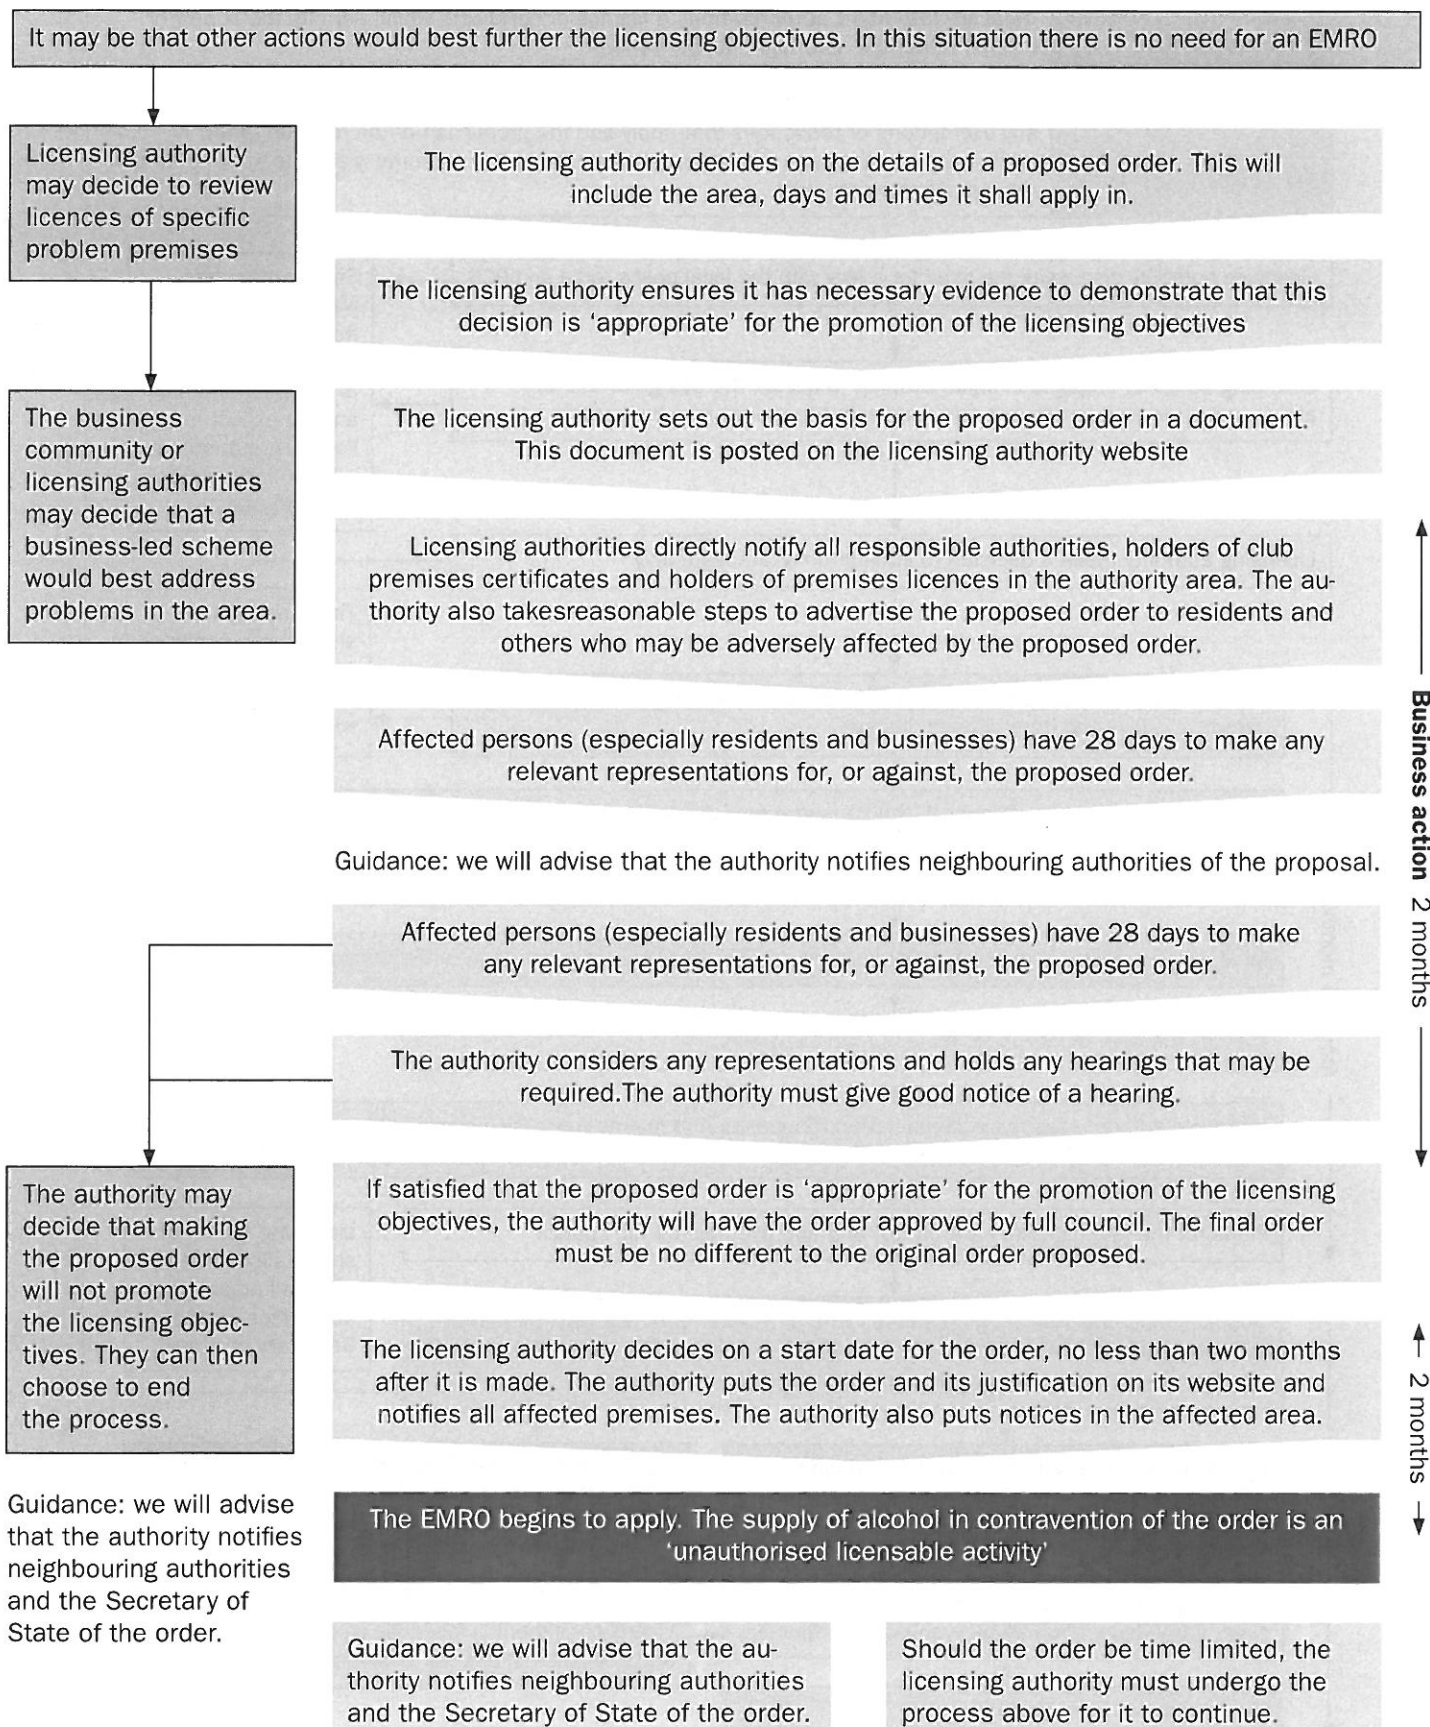 It may be that other actions would best further the licensing objectives. In this situation there is no need for an EMRO
Licensing authority
may decide to review
licences of specific
problem premises
The licensing authority decides on the details of a proposed order. This will
include the area, days and times it shall apply in.
The licensing authority ensures it has necessary evidence to demonstrate that this
decision is ‘appropriate’ for the promotion of the licensing objectives
The business
community or
licensing authorities
may decide that a
business-led scheme
would best address
problems in the area.
The licensing authority sets out the basis for the proposed order in a document.
This document is posted on the licensing authority website
Licensing authorities directly notify all responsible authorities, holders of club
premises certificates and holders of premises licences in the authority area. The au-
thority also takesreasonable steps to advertise the proposed order to residents and
others who may be adversely affected by the proposed order.
Affected persons (especially residents and businesses) have 28 days to make any
relevant representations for, or against, the proposed order.
Guidance: we will advise that the authority notifies neighbouring authorities of the proposal.
Affected persons (especially residents and businesses) have 28 days to make
any relevant representations for, or against, the proposed order.
The authority considers any representations and holds any hearings that may be
required.The authority must give good notice of a hearing.
Business action 2 months
The authority may
decide that making
the proposed order
will not promote
the licensing objec-
tives. They can then
choose to end
the process.
If satisfied that the proposed order is ‘appropriate’ for the promotion of the licensing
objectives, the authority will have the order approved by full council. The final order
must be no different to the original order proposed.
The licensing authority decides on a start date for the order, no less than two months
after it is made. The authority puts the order and its justification on its website and
notifies all affected premises. The authority also puts notices in the affected area.
2 months
Guidance: we will advise
that the authority notifies
neighbouring authorities
and the Secretary of
State of the order.
The EMRO begins to apply. The supply of alcohol in contravention of the order is an
‘unauthorised licensable activity’
Guidance: we will advise that the au-
thority notifies neighbouring authorities
and the Secretary of State of the order.
Should the order be time limited, the
licensing authority must undergo the
process above for it to continue.